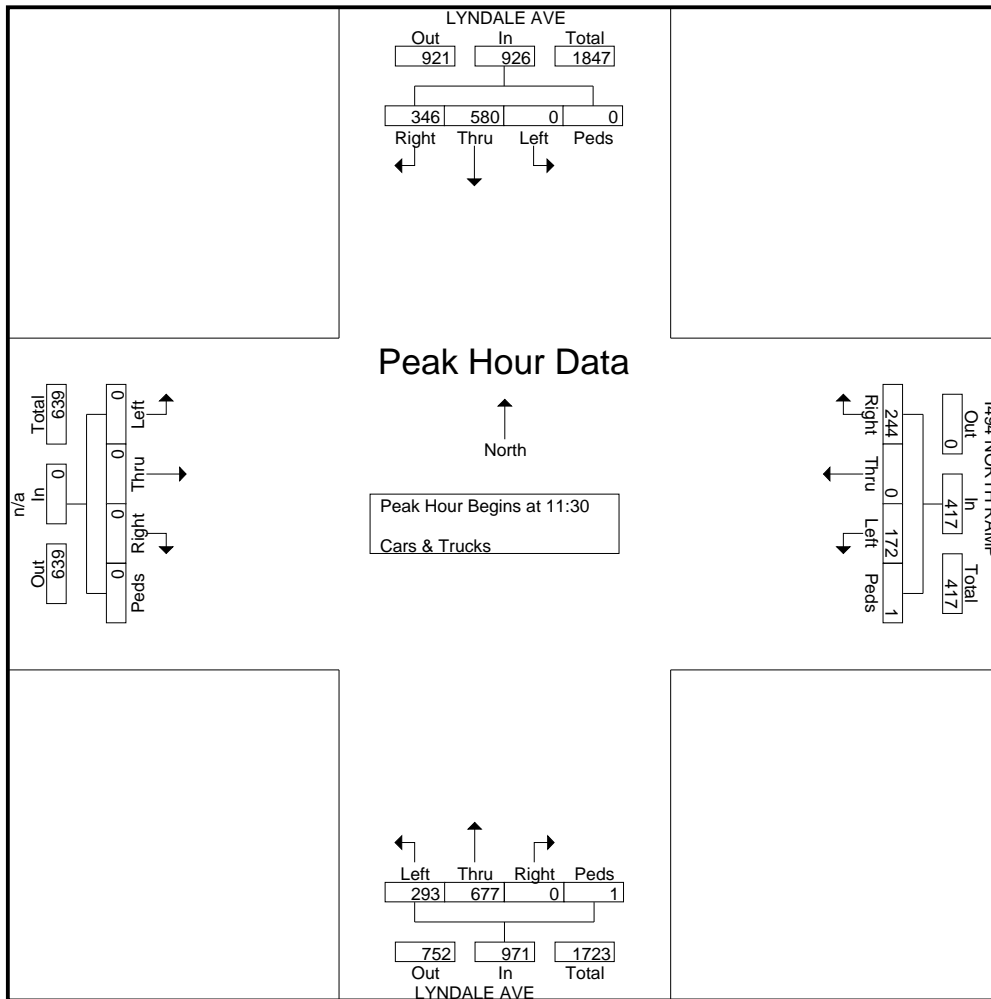 LYNDALE AVE
Out In Total
921 926 1847
346 580 0 0
Right Thru Left Peds
Peak Hour Data
North
Peak Hour Begins at 11:30
Cars & Trucks
n/a
Total In Out
639 0 639
0 0 0 0
Left Thru Right Peds
I494 NORTH RAMP
Out In Total
0 417 417
244 0 172 1
Right Thru Left Peds
Left Thru Right Peds
293 677 0 1
752 971 1723
Out In Total
LYNDALE AVE